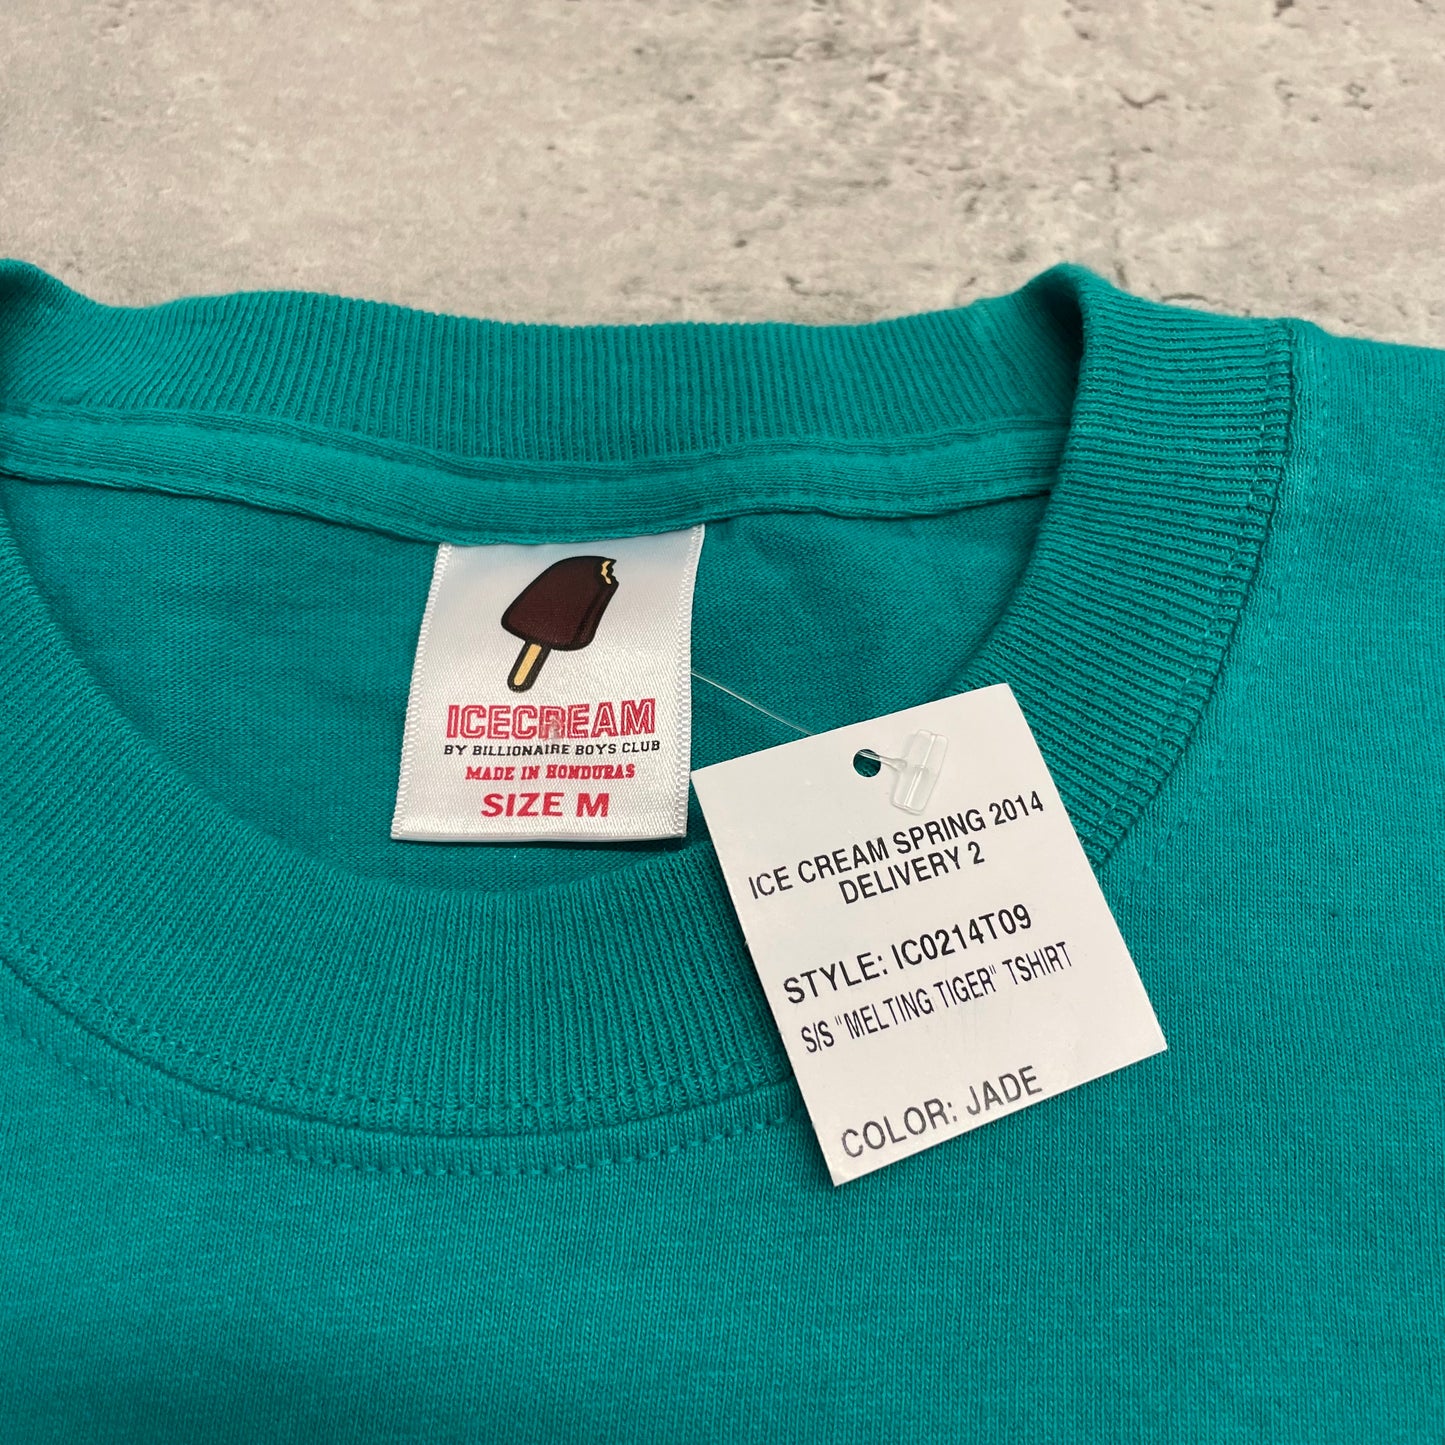 ICECREAM
BY BILLIONAIRE BOYS CLUB
MADE IN HONDURAS
SIZE M
ICE CREAM SPRING 2014
DELIVERY 2
STYLE: IC0214T09
S/S "MELTING TIGER" TSHIRT
COLOR: JADE